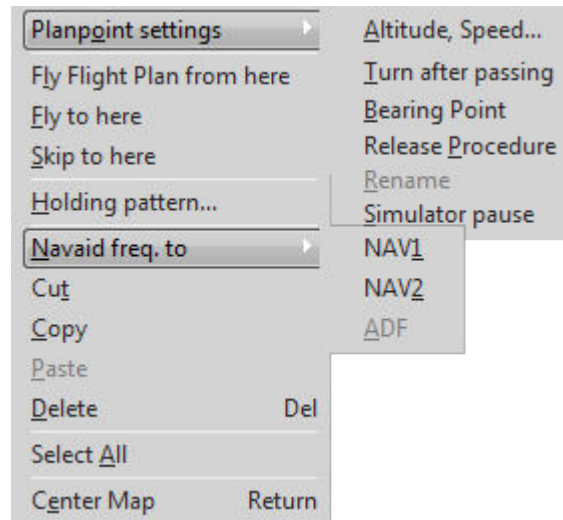 Planpoint settings
Fly Flight Plan from here
Fly to here
Skip to here
Holding pattern...
Navaid freq. to
Cut
Copy
Paste
Delete Del
Select All
Center Map Return
Altitude, Speed...
Turn after passing
Bearing Point
Release Procedure
Rename
Simulator pause
NAV1
NAV2
ADF